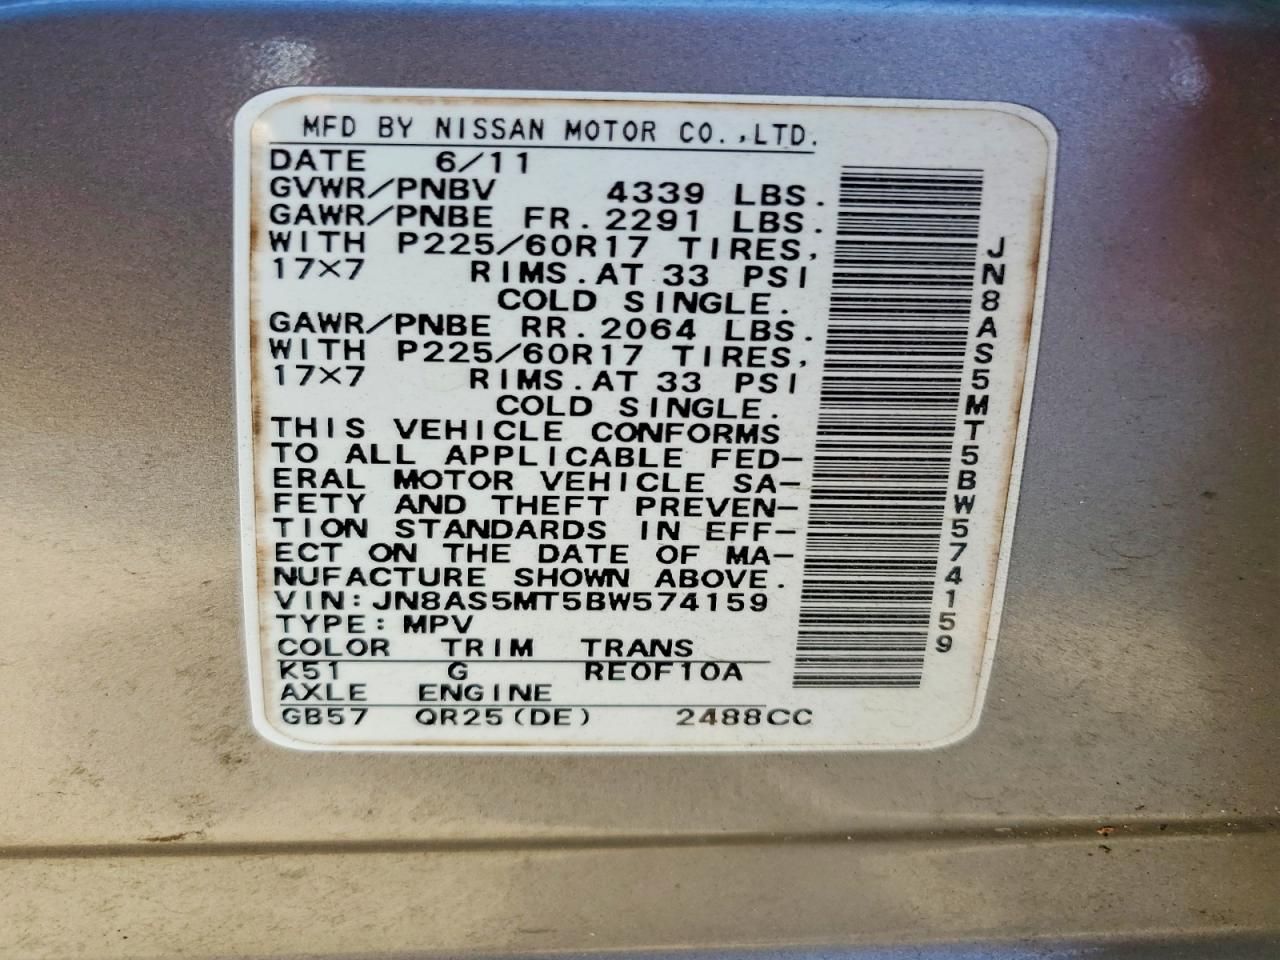 MFD BY NISSAN MOTOR CO.,LTD.
DATE 6/11
GVWR/PNBV 4339 LBS.
GAWR/PNBE FR.2291 LBS.
WITH P225/60R17 TIRES,
17×7 RIMS.AT 33 PSI
COLD SINGLE.
GAWR/PNBE RR.2064 LBS.
WITH P225/60R17 TIRES,
17×7 RIMS.AT 33 PSI
COLD SINGLE.
THIS VEHICLE CONFORMS
TO ALL APPLICABLE FED-
ERAL MOTOR VEHICLE SA-
FETY AND THEFT PREVEN-
TION STANDARDS IN EFF-
ECT ON THE DATE OF MA-
NUFACTURE SHOWN ABOVE.
VIN:JN8AS5MT5BW574159
TYPE:MPV
COLOR TRIM TRANS
K51 G RE0F10A
AXLE ENGINE
GB57 QR25(DE) 2488CC
JN8AS5MT5BW574159